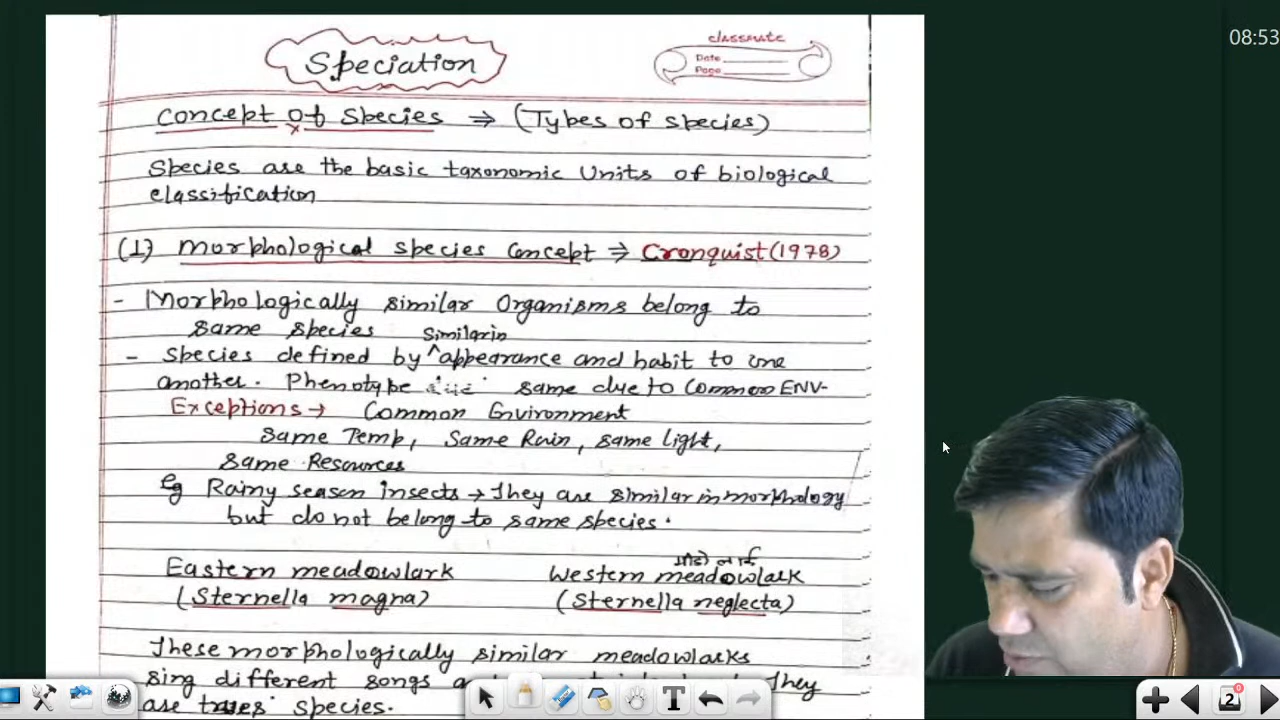 08:53
Speciation
classmate
Date
Page
Concept of Species ⇒ (Types of species)
Species are the basic taxonomic Units of biological
classification
(1) Morphological species concept ⇒ Cronquist (1978)
- Morphologically similar Organisms belong to
same species
Similar in
- Species defined by ^appearance and habit to one
another. Phenotype same due to Common ENV-
Exceptions → Common Environment
Same Temp, Same Rain, same light,
same Resources
Eg Rainy season insects → They are similar in morphology
but do not belong to same species.
मीडो लार्क
Eastern meadowlark Western meadowlark
(Sternella magna) (Sternella neglecta)
These morphologically similar meadowlarks
sing different songs They
are species.
T
2
0